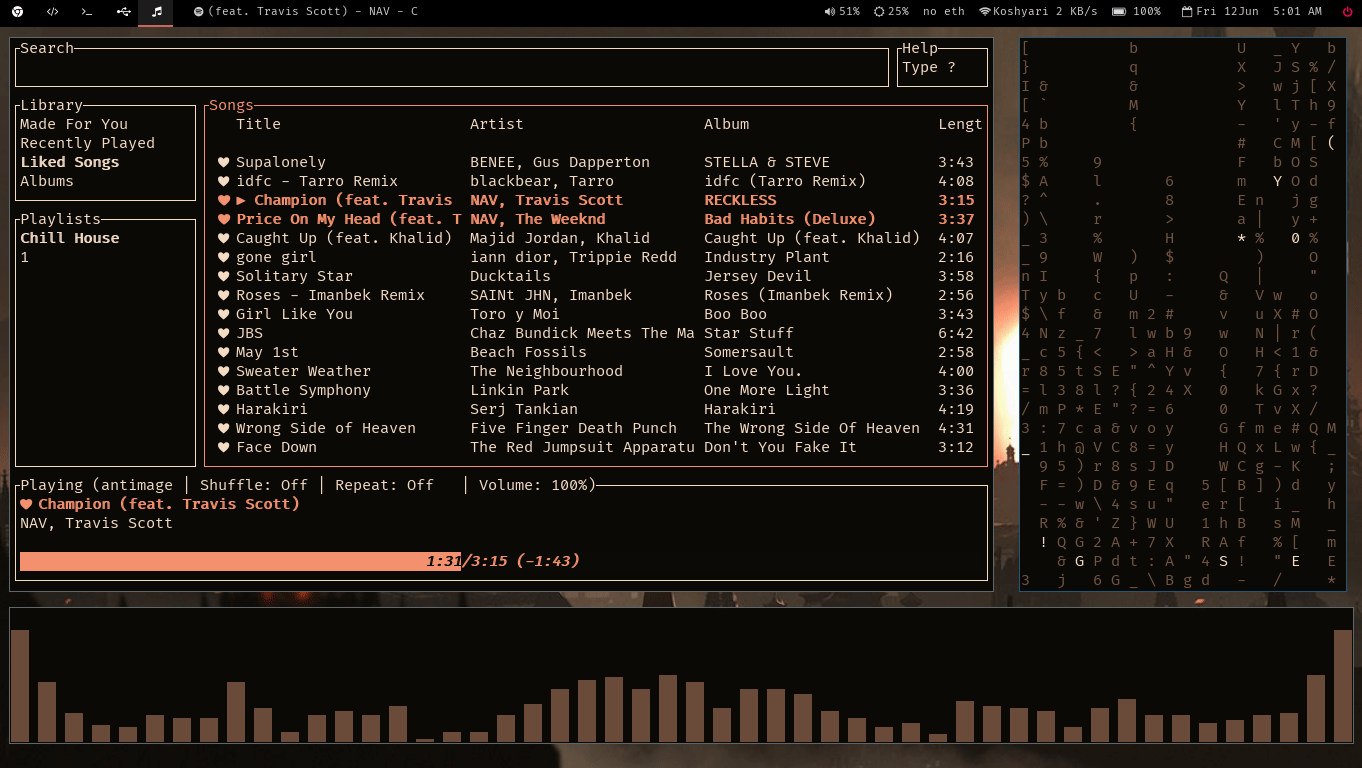 (feat. Travis Scott) - NAV - C 51% 25% no eth Koshyari 2 KB/s 100% Fri 12Jun 5:01 AM
Search
Help
Type ?
Library
Made For You
Recently Played
Liked Songs
Albums
Playlists
Chill House
1
Songs
Title Artist Album Lengt
Supalonely BENEE, Gus Dapperton STELLA & STEVE 3:43
idfc - Tarro Remix blackbear, Tarro idfc (Tarro Remix) 4:08
▶ Champion (feat. Travis NAV, Travis Scott RECKLESS 3:15
Price On My Head (feat. T NAV, The Weeknd Bad Habits (Deluxe) 3:37
Caught Up (feat. Khalid) Majid Jordan, Khalid Caught Up (feat. Khalid) 4:07
gone girl iann dior, Trippie Redd Industry Plant 2:16
Solitary Star Ducktails Jersey Devil 3:58
Roses - Imanbek Remix SAINt JHN, Imanbek Roses (Imanbek Remix) 2:56
Girl Like You Toro y Moi Boo Boo 3:43
JBS Chaz Bundick Meets The Ma Star Stuff 6:42
May 1st Beach Fossils Somersault 2:58
Sweater Weather The Neighbourhood I Love You. 4:00
Battle Symphony Linkin Park One More Light 3:36
Harakiri Serj Tankian Harakiri 4:19
Wrong Side of Heaven Five Finger Death Punch The Wrong Side Of Heaven 4:31
Face Down The Red Jumpsuit Apparatu Don't You Fake It 3:12
Playing (antimage | Shuffle: Off | Repeat: Off | Volume: 100%)
Champion (feat. Travis Scott)
NAV, Travis Scott
1:31/3:15 (-1:43)